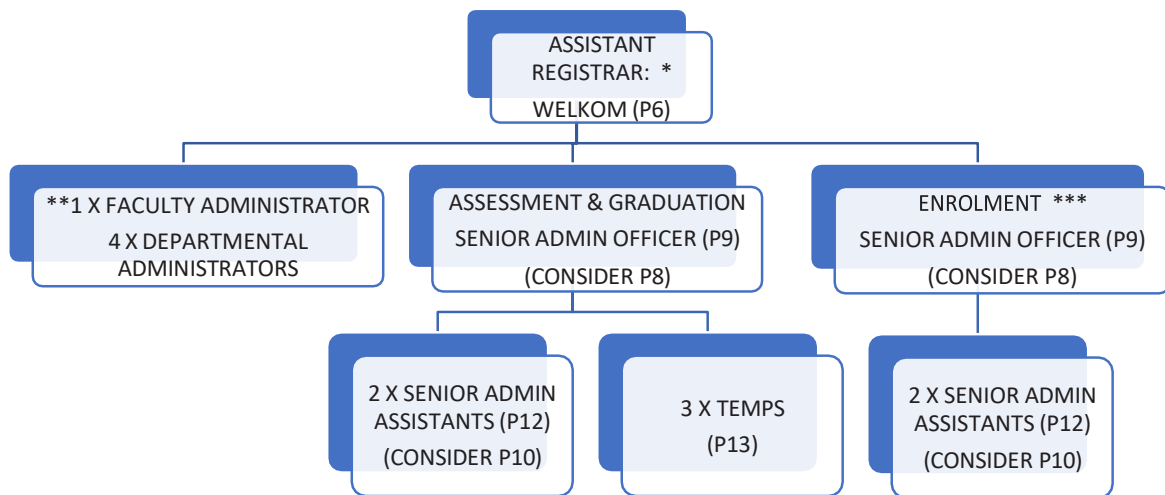 ASSISTANT
REGISTRAR: *
WELKOM (P6)
**1 X FACULTY ADMINISTRATOR
4 X DEPARTMENTAL
ADMINISTRATORS
ASSESSMENT & GRADUATION
SENIOR ADMIN OFFICER (P9)
(CONSIDER P8)
ENROLMENT ***
SENIOR ADMIN OFFICER (P9)
(CONSIDER P8)
2 X SENIOR ADMIN
ASSISTANTS (P12)
(CONSIDER P10)
3 X TEMPS
(P13)
2 X SENIOR ADMIN
ASSISTANTS (P12)
(CONSIDER P10)